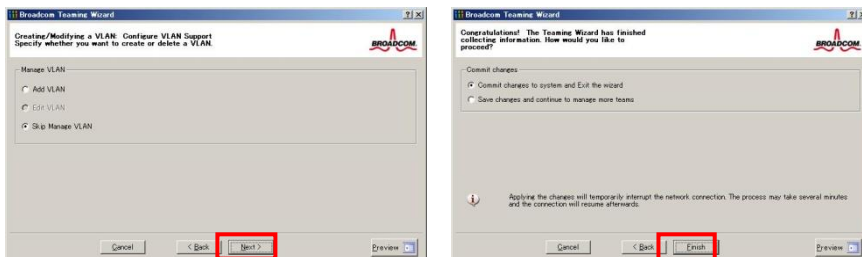 Broadcom Teaming Wizard
Creating/Modifying a VLAN: Configure VLAN Support
Specify whether you want to create or delete a VLAN.
BROADCOM.
Manage VLAN
Add VLAN
Edit VLAN
Skip Manage VLAN
Cancel
< Back
Next >
Preview
Broadcom Teaming Wizard
Congratulations! The Teaming Wizard has finished
collecting information. How would you like to
proceed?
BROADCOM.
Commit changes
Commit changes to system and Exit the wizard
Save changes and continue to manage more teams
Applying the changes will temporarily interrupt the network connection. The process may take several minutes
and the connection will resume afterwards.
Cancel
< Back
Finish
Preview